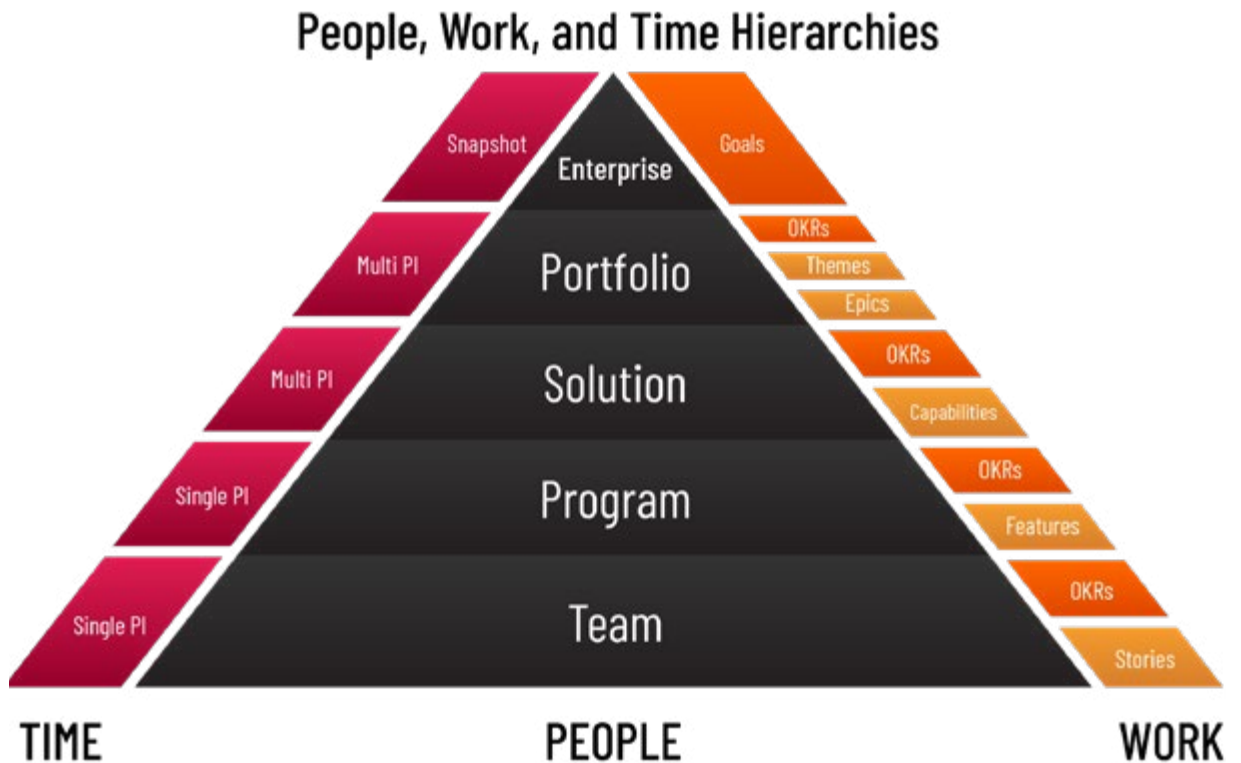 People, Work, and Time Hierarchies
Snapshot
Enterprise
Goals
Multi PI
Portfolio
OKRs
Themes
Epics
Multi PI
Solution
OKRs
Capabilities
Single PI
Program
OKRs
Features
Single PI
Team
OKRs
Stories
TIME
PEOPLE
WORK